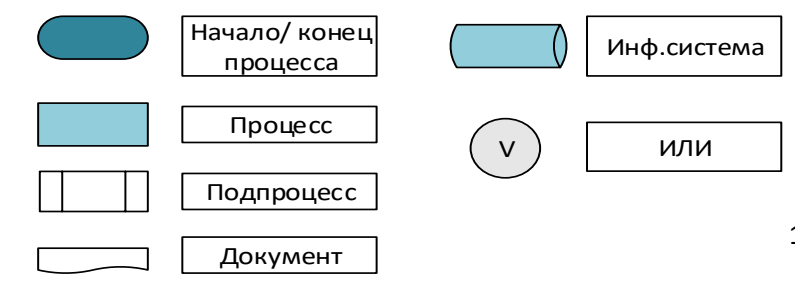 Начало/ конец
процесса
Процесс
Подпроцесс
Документ
Инф.система
V
ИЛИ